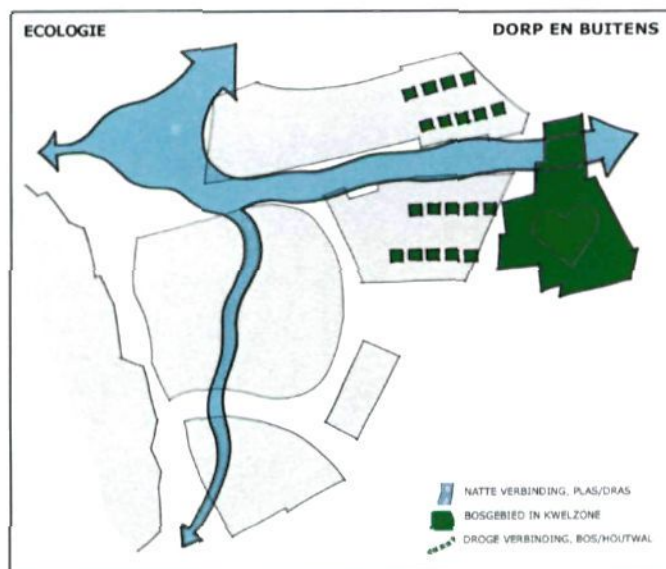 ECOLOGIE
DORP EN BUITENS
NATTE VERBINDING, PLAS/DRAS
BOSGEBIED IN KWELZONE
DROGE VERBINDING, BOS/HOUTWAL